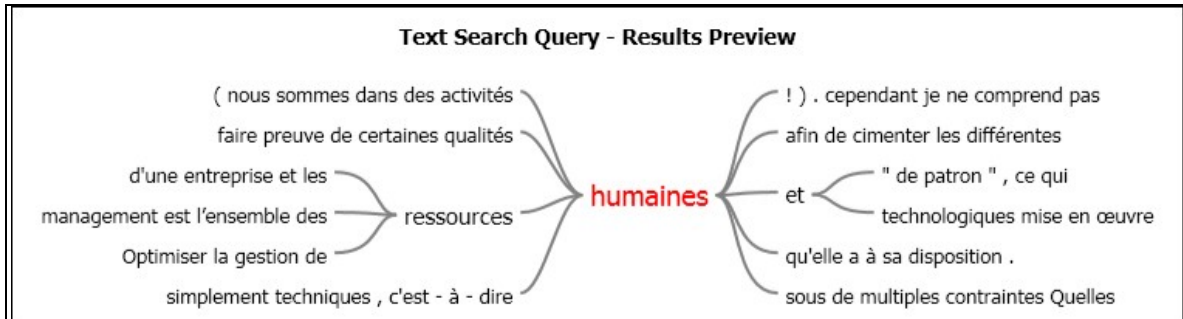 Text Search Query - Results Preview
( nous sommes dans des activités
faire preuve de certaines qualités
d'une entreprise et les
management est l’ensemble des
Optimiser la gestion de
ressources
simplement techniques , c'est - à - dire
humaines
! ) . cependant je ne comprend pas
afin de cimenter les différentes
et
" de patron " , ce qui
technologiques mise en œuvre
qu'elle a à sa disposition .
sous de multiples contraintes Quelles